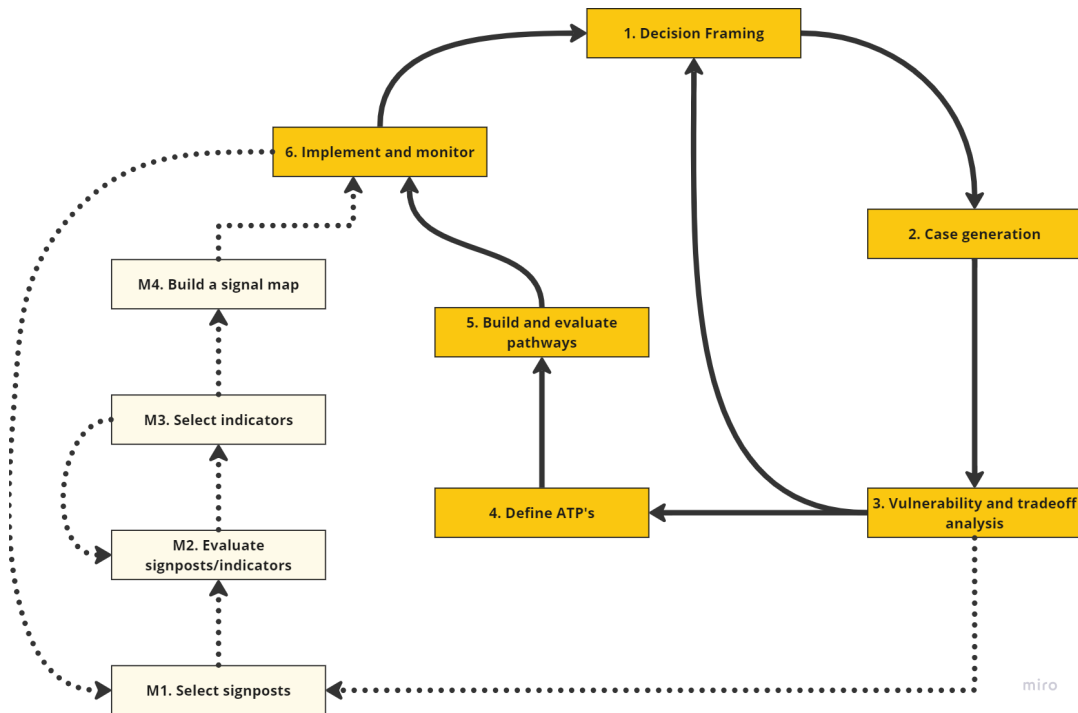 1. Decision Framing
6. Implement and monitor
2. Case generation
M4. Build a signal map
5. Build and evaluate
pathways
M3. Select indicators
4. Define ATP's
3. Vulnerability and tradeoff
analysis
M2. Evaluate
signposts/indicators
M1. Select signposts
miro